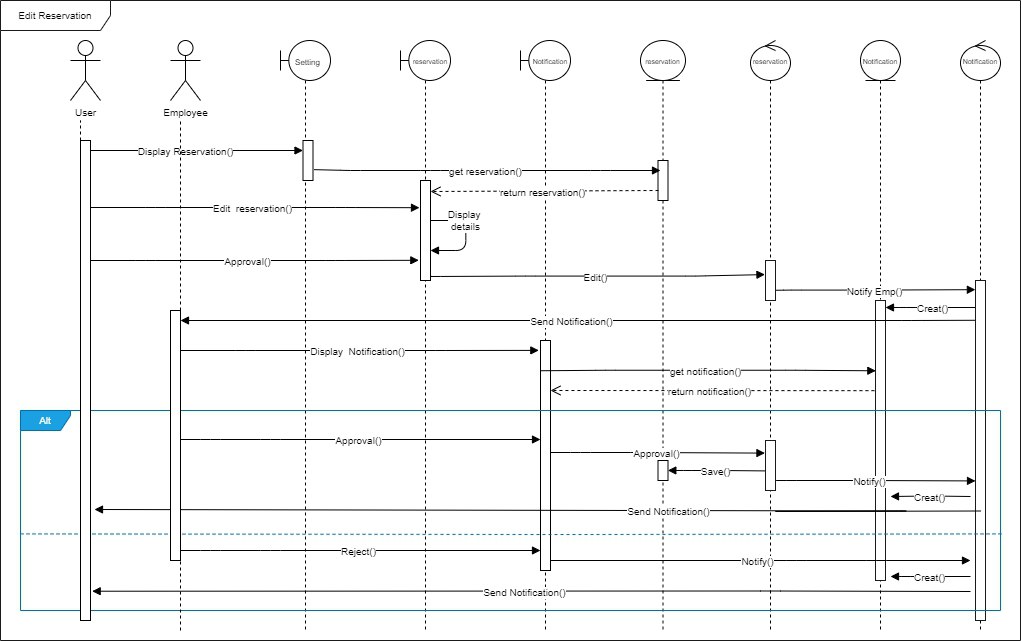 Edit Reservation
Setting
reservation
Notification
reservation
reservation
Notification
Notification
User
Employee
Display Reservation()
get reservation()
return reservation()
Edit reservation()
Display
details
Approval()
Edit()
Notify Emp()
Creat()
Send Notification()
Display Notification()
get notification()
return notification()
Alt
Approval()
Approval()
Save()
Notify()
Creat()
Send Notification()
Reject()
Notify()
Creat()
Send Notification()